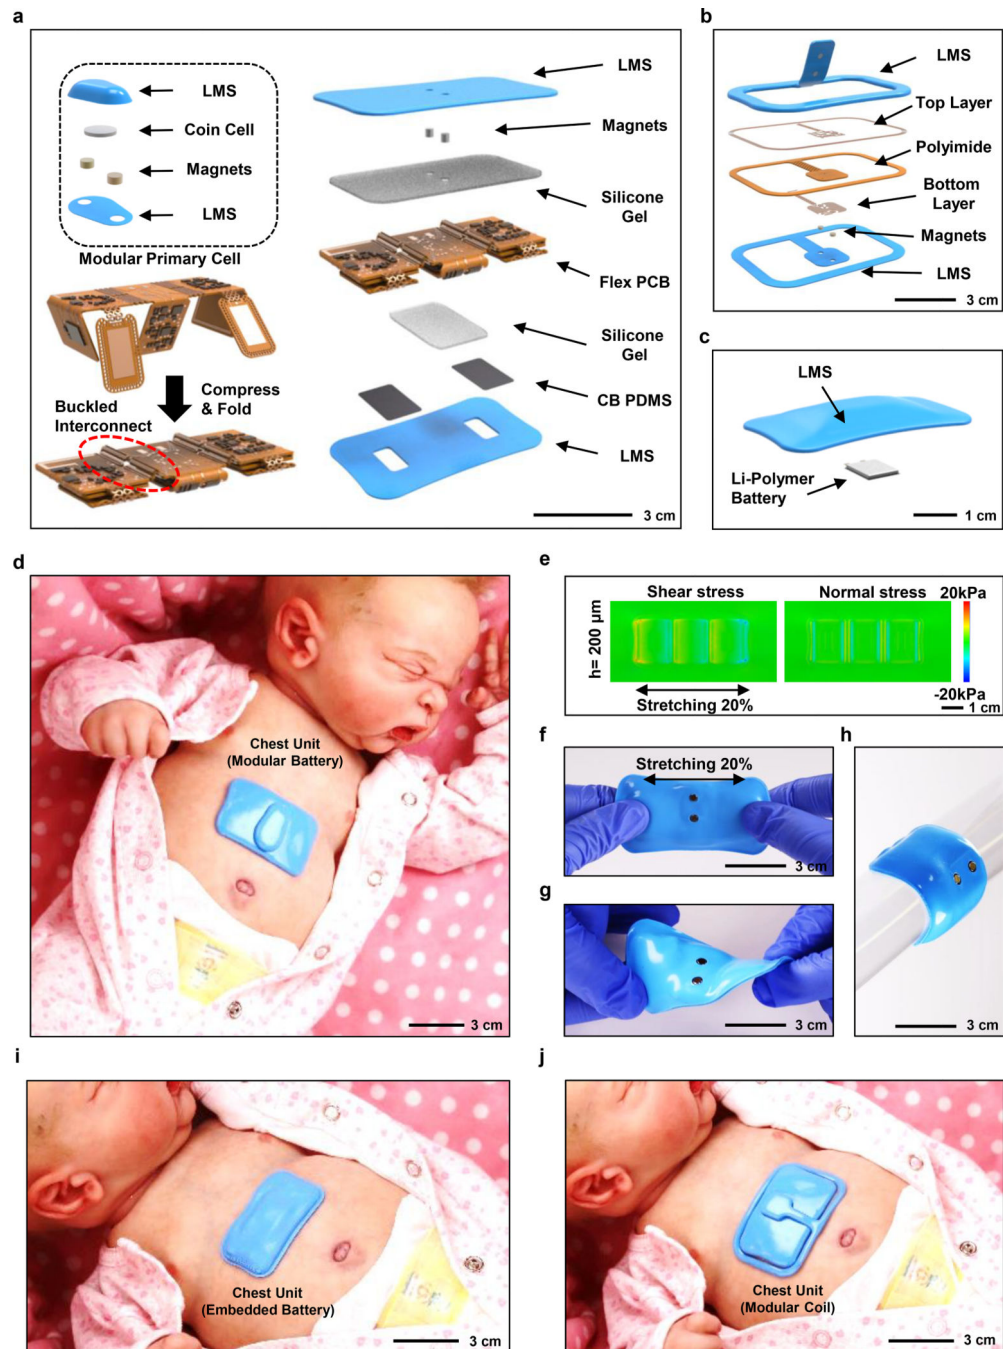 a
LMS
Coin Cell
Magnets
LMS
Modular Primary Cell
Compress
& Fold
Buckled
Interconnect
LMS
Magnets
Silicone
Gel
Flex PCB
Silicone
Gel
CB PDMS
LMS
3 cm
b
LMS
Top Layer
Polyimide
Bottom
Layer
Magnets
LMS
3 cm
c
LMS
Li-Polymer
Battery
1 cm
d
Chest Unit
(Modular Battery)
3 cm
e
Shear stress
Normal stress
20kPa
h= 200 μm
Stretching 20%
-20kPa
1 cm
f
Stretching 20%
3 cm
g
3 cm
h
3 cm
i
Chest Unit
(Embedded Battery)
3 cm
j
Chest Unit
(Modular Coil)
3 cm